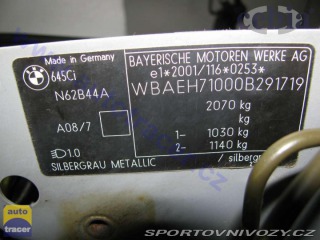 BMW
Made in Germany
645Ci
N62B44A
A08/7
1.0
SILBERGRAU METALLIC
BAYERISCHE MOTOREN WERKE AG
e1*2001/116*0253*
WBAEH71000B291719
2070 kg
kg
1- 1030 kg
2- 1140 kg
/ silbergr
auto
tracer
SPORTOVNIVOZY.CZ